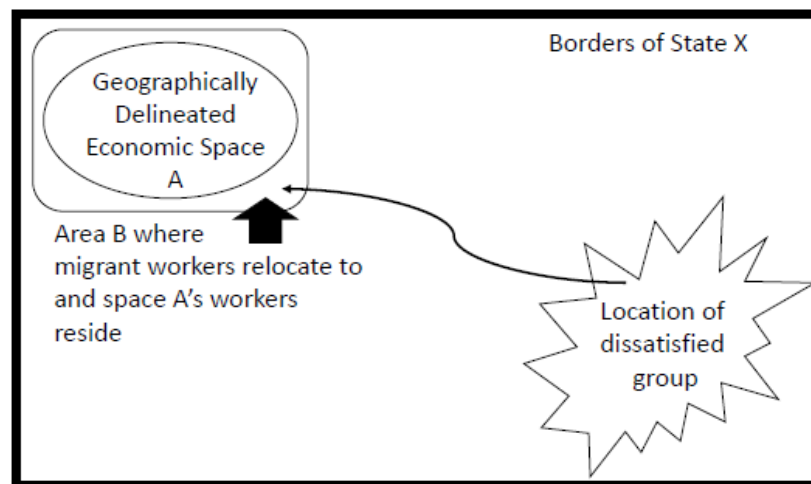 Borders of State X
Geographically
Delineated
Economic Space
A
Area B where
migrant workers relocate to
and space A’s workers
reside
Location of
dissatisfied
group